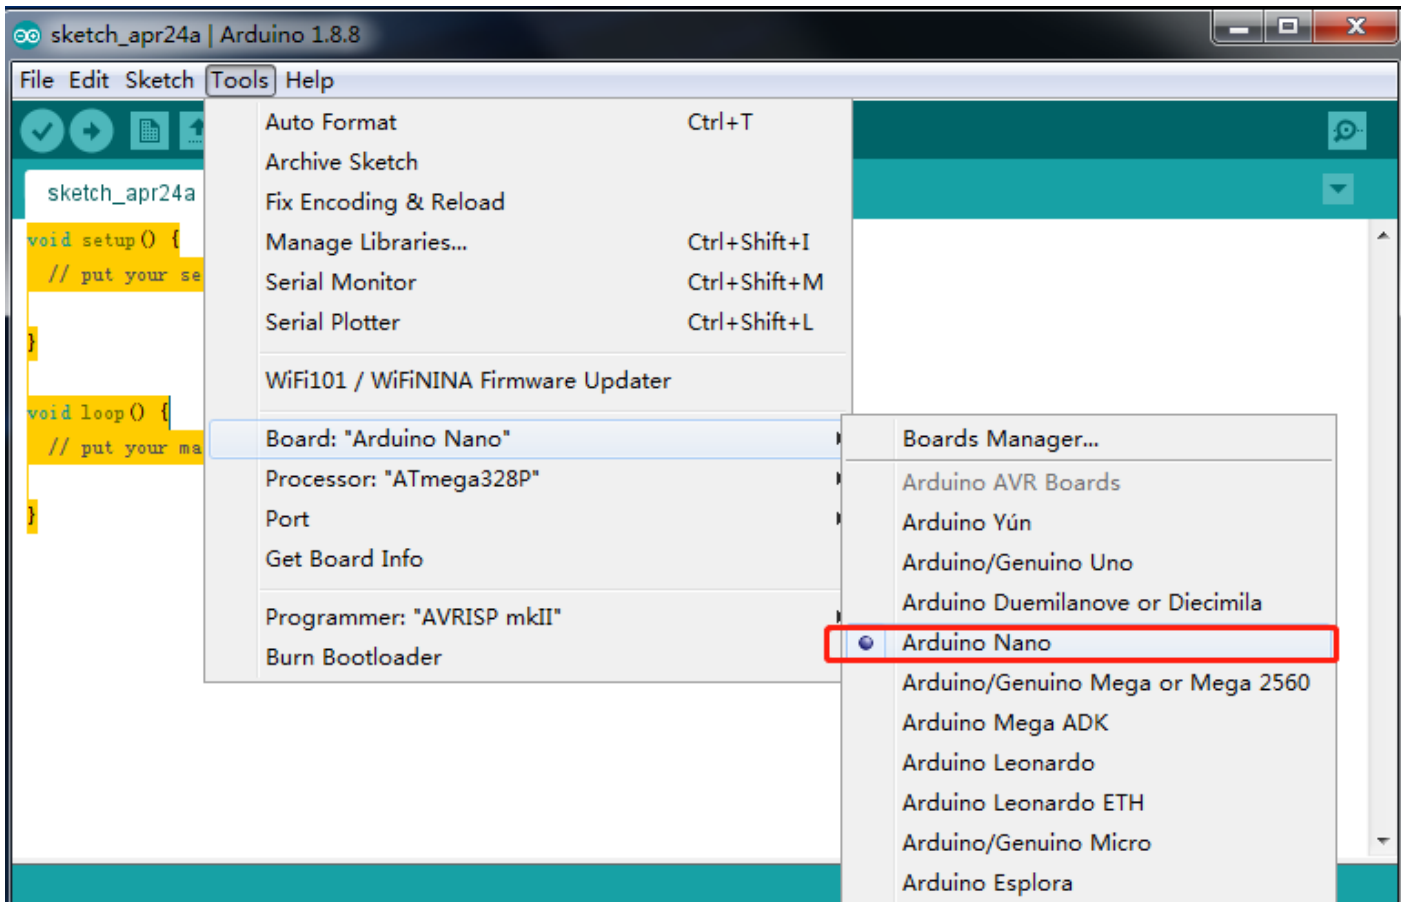 sketch_apr24a | Arduino 1.8.8
File Edit Sketch Tools Help
sketch_apr24a
void setup() {
// put your se
}
void loop() {
// put your ma
}
Auto Format Ctrl+T
Archive Sketch
Fix Encoding & Reload
Manage Libraries... Ctrl+Shift+I
Serial Monitor Ctrl+Shift+M
Serial Plotter Ctrl+Shift+L
WiFi101 / WiFiNINA Firmware Updater
Board: "Arduino Nano"
Processor: "ATmega328P"
Port
Get Board Info
Programmer: "AVRISP mkII"
Burn Bootloader
Boards Manager...
Arduino AVR Boards
Arduino Yún
Arduino/Genuino Uno
Arduino Duemilanove or Diecimila
Arduino Nano
Arduino/Genuino Mega or Mega 2560
Arduino Mega ADK
Arduino Leonardo
Arduino Leonardo ETH
Arduino/Genuino Micro
Arduino Esplora